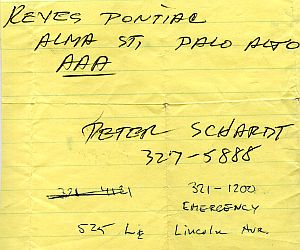 REYES PONTIAC
ALMA ST, PALO ALTO
AAA
PETER SCHARDT
327-5888
321-4121 321-1200
EMERGENCY
525 Lincoln Ave.